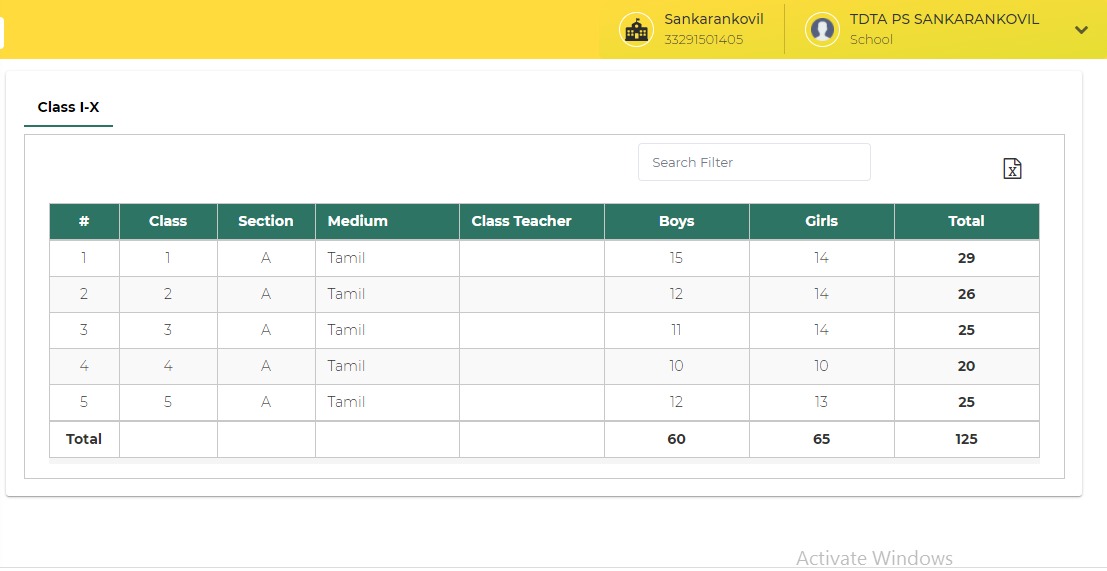 Sankarankovil
33291501405
TDTA PS SANKARANKOVIL
School
Class I-X
Search Filter
X
# Class Section Medium Class Teacher Boys Girls Total
1 1 A Tamil 15 14 29
2 2 A Tamil 12 14 26
3 3 A Tamil 11 14 25
4 4 A Tamil 10 10 20
5 5 A Tamil 12 13 25
Total 60 65 125
Activate Windows